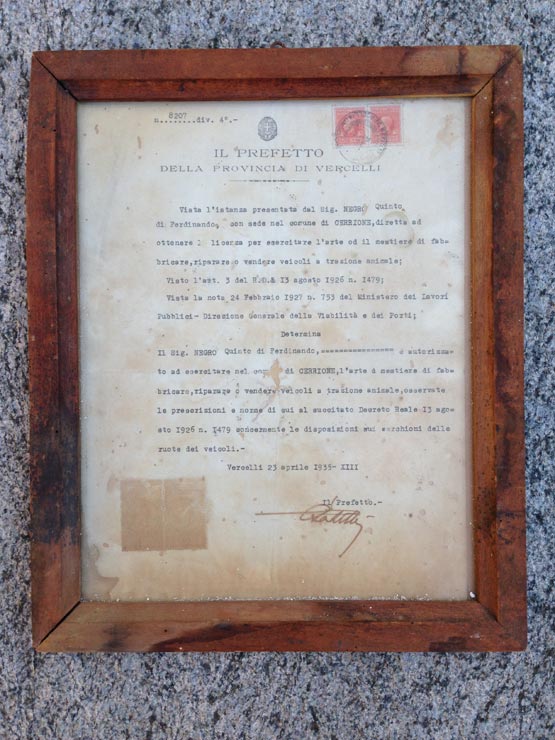 n. 8207 div. 4°.-
IL PREFETTO
DELLA PROVINCIA DI VERCELLI
Vista l'istanza presentata dal Sig. NEGRO Quinto
di Ferdinando, con sede nel comune di CERRIONE, diretta ad
ottenere la licenza per esercitare l'arte od il mestiere di fab=
bricare,riparare o vendere veicoli a trazione animale;
Visto l'art. 3 del R.D.L 13 agosto 1926 n. 1479;
Vista la nota 24 Febbraio 1927 n. 753 del Ministero dei Lavori
Pubblici- Direzione Generale della Viabilità e dei Porti;
Determina
Il Sig. NEGRO Quinto di Ferdinando,================ è autorizza=
to ad esercitare nel comune di CERRIONE,l'arte o mestiere di fab=
bricare,riparare o vendere veicoli a trazione animale,osservate
le prescrizioni e norme di cui al succitato Decreto Reale 13 ago=
sto 1926 n. 1479 concernente le disposizioni sui cerchioni delle
ruote dei veicoli.-
Vercelli 23 aprile 1935-XIII
Il Prefetto.-